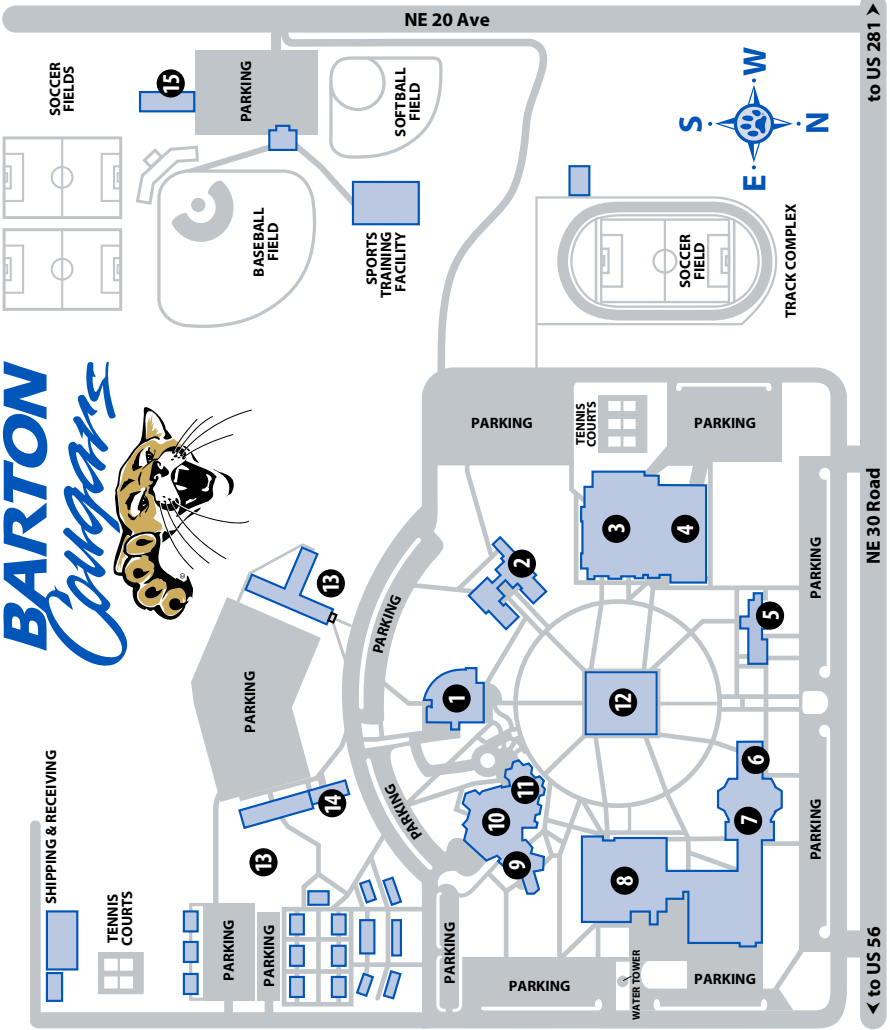 NE 20 Ave
to US 281
SOCCER
FIELDS
15
PARKING
SOFTBALL
FIELD
S
W
E
N
BASEBALL
FIELD
SPORTS
TRAINING
FACILITY
SOCCER
FIELD
TRACK COMPLEX
BARTON
Cougars
®
PARKING
TENNIS
COURTS
PARKING
3
4
NE 30 Road
13
2
PARKING
PARKING
5
PARKING
1
12
SHIPPING & RECEIVING
14
PARKING
11
10
6
7
PARKING
13
9
8
TENNIS
COURTS
PARKING
PARKING
PARKING
PARKING
WATER TOWER
PARKING
to US 56